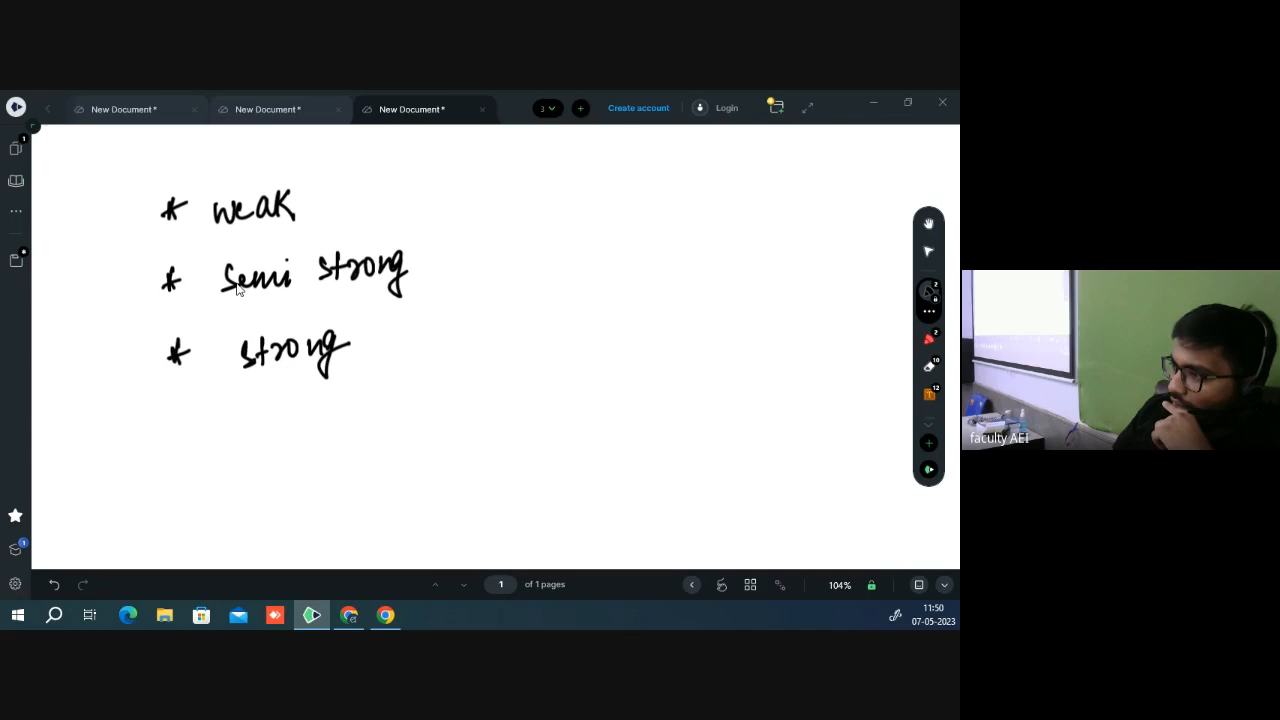 New Document* New Document* New Document* 3 Create account Login
* weak
* Semi strong
* strong
1 of 1 pages 104%
11:50
07-05-2023
faculty AEI